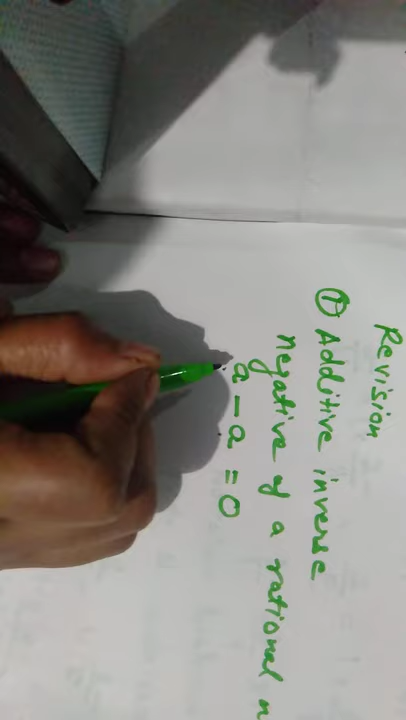 Revision
① Additive inverse
negative of a rational
a - a = 0